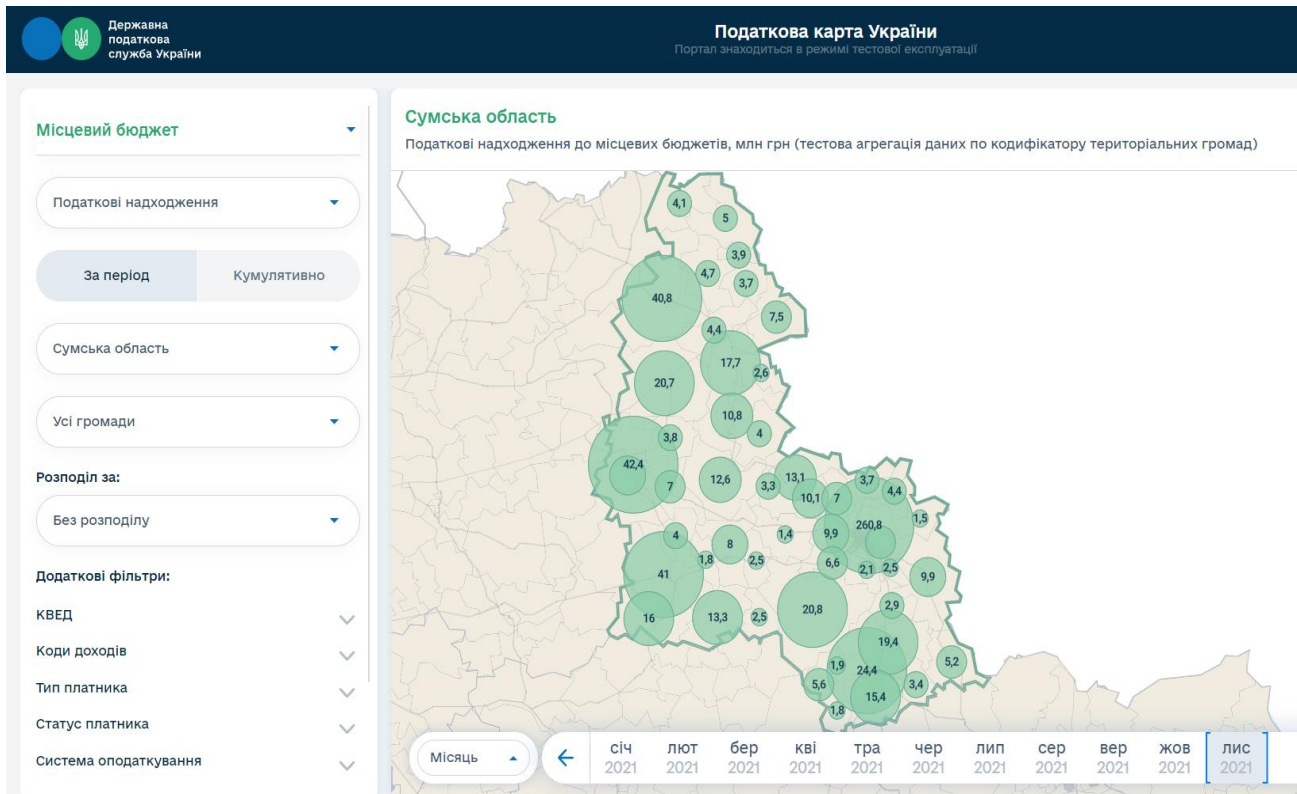 Державна
податкова
служба України
Податкова карта України
Портал знаходиться в режимі тестової експлуатації
Місцевий бюджет
Податкові надходження
За період
Кумулятивно
Сумська область
Усі громади
Розподіл за:
Без розподілу
Додаткові фільтри:
КВЕД
Коди доходів
Тип платника
Статус платника
Система оподаткування
Сумська область
Податкові надходження до місцевих бюджетів, млн грн (тестова агрегація даних по кодифікатору територіальних громад)
4,1
5
3,9
4,7
3,7
40,8
7,5
4,4
17,7
2,6
20,7
10,8
4
3,8
42,4
7
12,6
3,3
13,1
10,1
7
3,7
4,4
1,5
260,8
9,9
1,4
4
8
1,8
2,5
6,6
2,1
2,5
9,9
41
16
13,3
2,5
20,8
2,9
19,4
1,9
24,4
5,2
5,6
15,4
3,4
1,8
Місяць
січ 2021
лют 2021
бер 2021
кві 2021
тра 2021
чер 2021
лип 2021
сер 2021
вер 2021
жов 2021
лис 2021